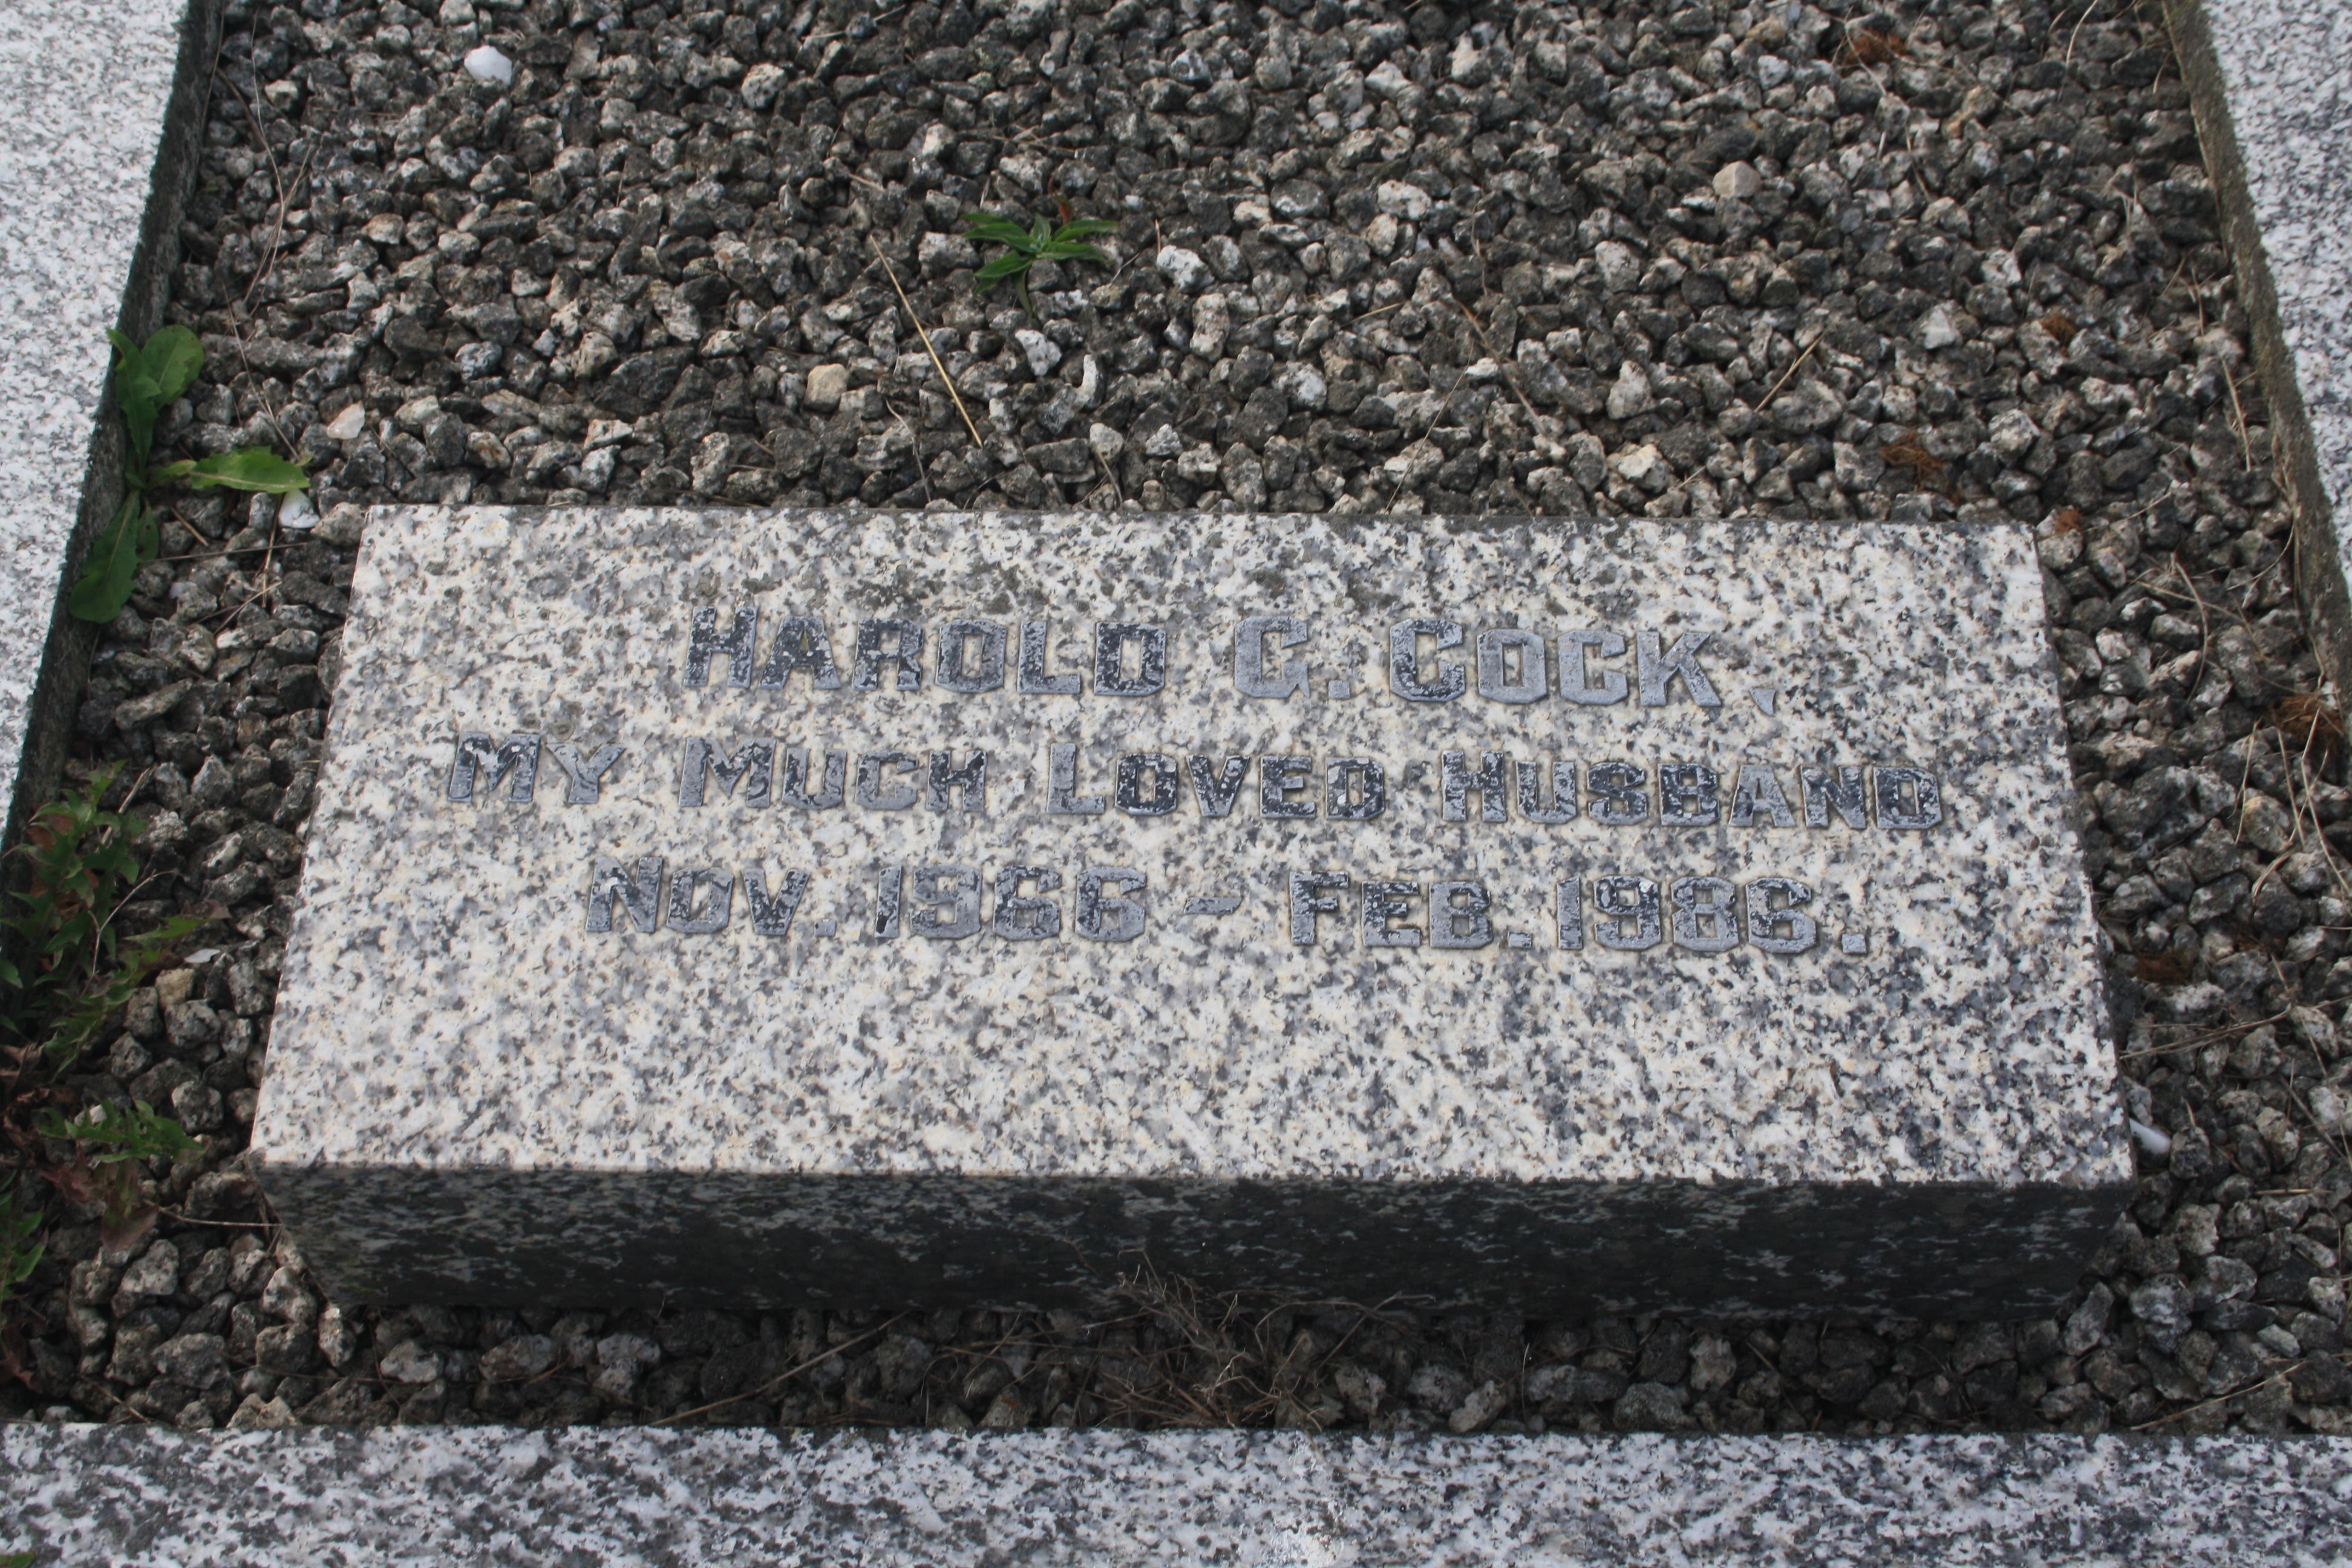 HAROLD G. COCK,
MY MUCH LOVED HUSBAND
NOV. 1966 - FEB. 1986.